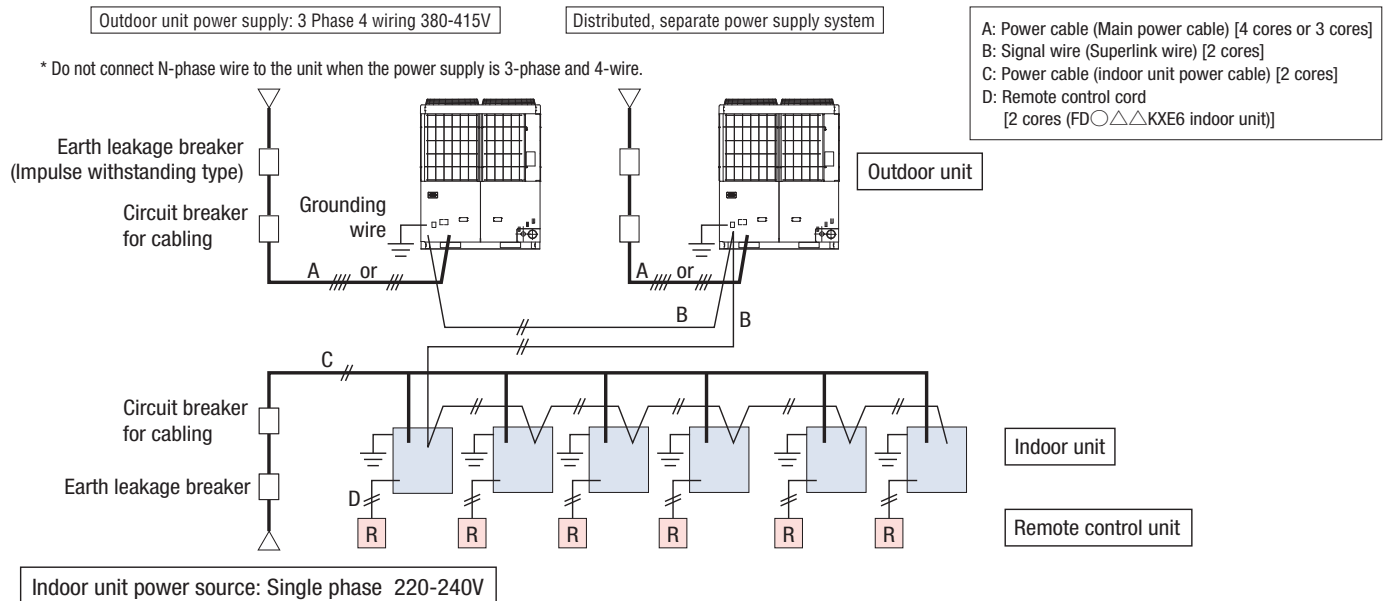 Outdoor unit power supply: 3 Phase 4 wiring 380-415V
Distributed, separate power supply system
A: Power cable (Main power cable) [4 cores or 3 cores]
B: Signal wire (Superlink wire) [2 cores]
C: Power cable (indoor unit power cable) [2 cores]
D: Remote control cord
[2 cores (FD○△△KXE6 indoor unit)]
* Do not connect N-phase wire to the unit when the power supply is 3-phase and 4-wire.
Earth leakage breaker
(Impulse withstanding type)
Circuit breaker
for cabling
Grounding
wire
Outdoor unit
A or
A or
B
B
C
Circuit breaker
for cabling
Earth leakage breaker
Indoor unit
D
R R R R R R
Remote control unit
Indoor unit power source: Single phase 220-240V